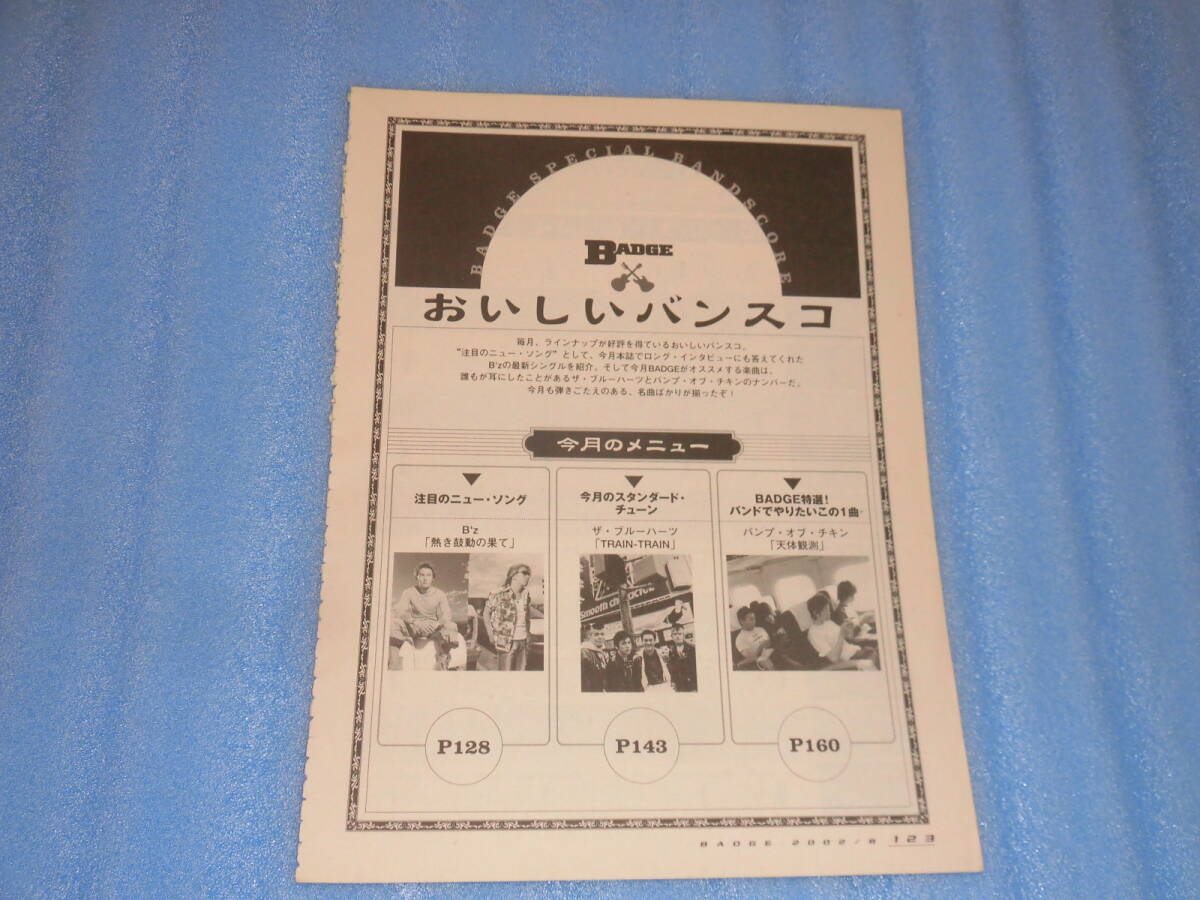 BADGE SPECIAL BANDSCORE
BADGE
おいしいバンスコ
毎月、ラインナップが好評を得ているおいしいバンスコ。
“注目のニュー・ソング”として、今月本誌でロング・インタビューにも答えてくれた
B'zの最新シングルを紹介。そして今月BADGEがオススメする楽曲は、
誰もが耳にしたことがあるザ・ブルーハーツとバンプ・オブ・チキンのナンバーだ。
今月も弾きごたえのある、名曲ばかりが揃ったぞ！
今月のメニュー
注目のニュー・ソング
B'z
「熱き鼓動の果て」
P128
今月のスタンダード・
チューン
ザ・ブルーハーツ
「TRAIN-TRAIN」
Smooth character
P143
BADGE特選！
バンドでやりたいこの1曲
バンプ・オブ・チキン
「天体観測」
P160
BADGE 2002/8 123